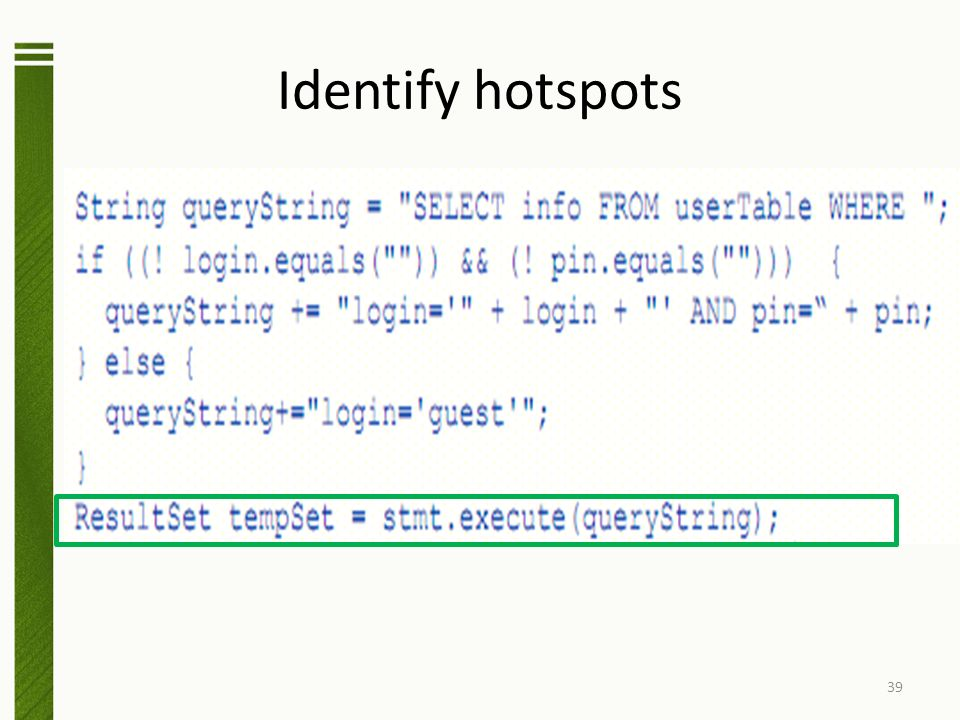 Identify hotspots
String queryString = "SELECT info FROM userTable WHERE ";
if ((! login.equals("")) && (! pin.equals(""))) {
queryString += "login='" + login + "' AND pin=“ + pin;
} else {
queryString+="login='guest'";
}
ResultSet tempSet = stmt.execute(queryString);
39